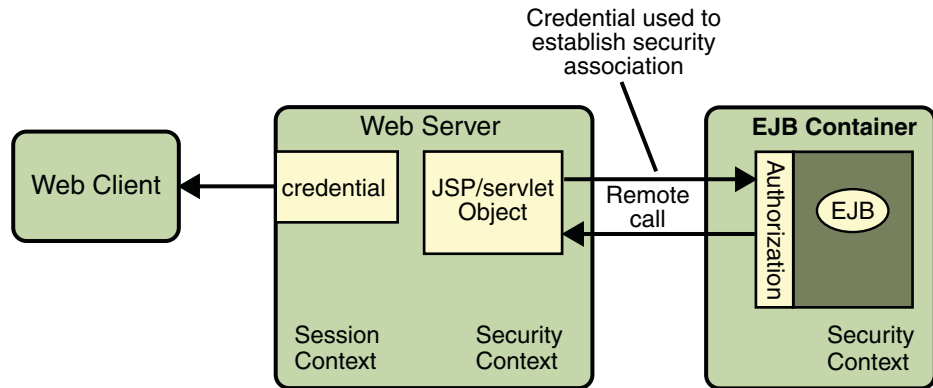 Credential used to
establish security
association
Web Server
EJB Container
Web Client
credential
JSP/servlet
Object
Remote
call
Authorization
EJB
Session
Context
Security
Context
Security
Context